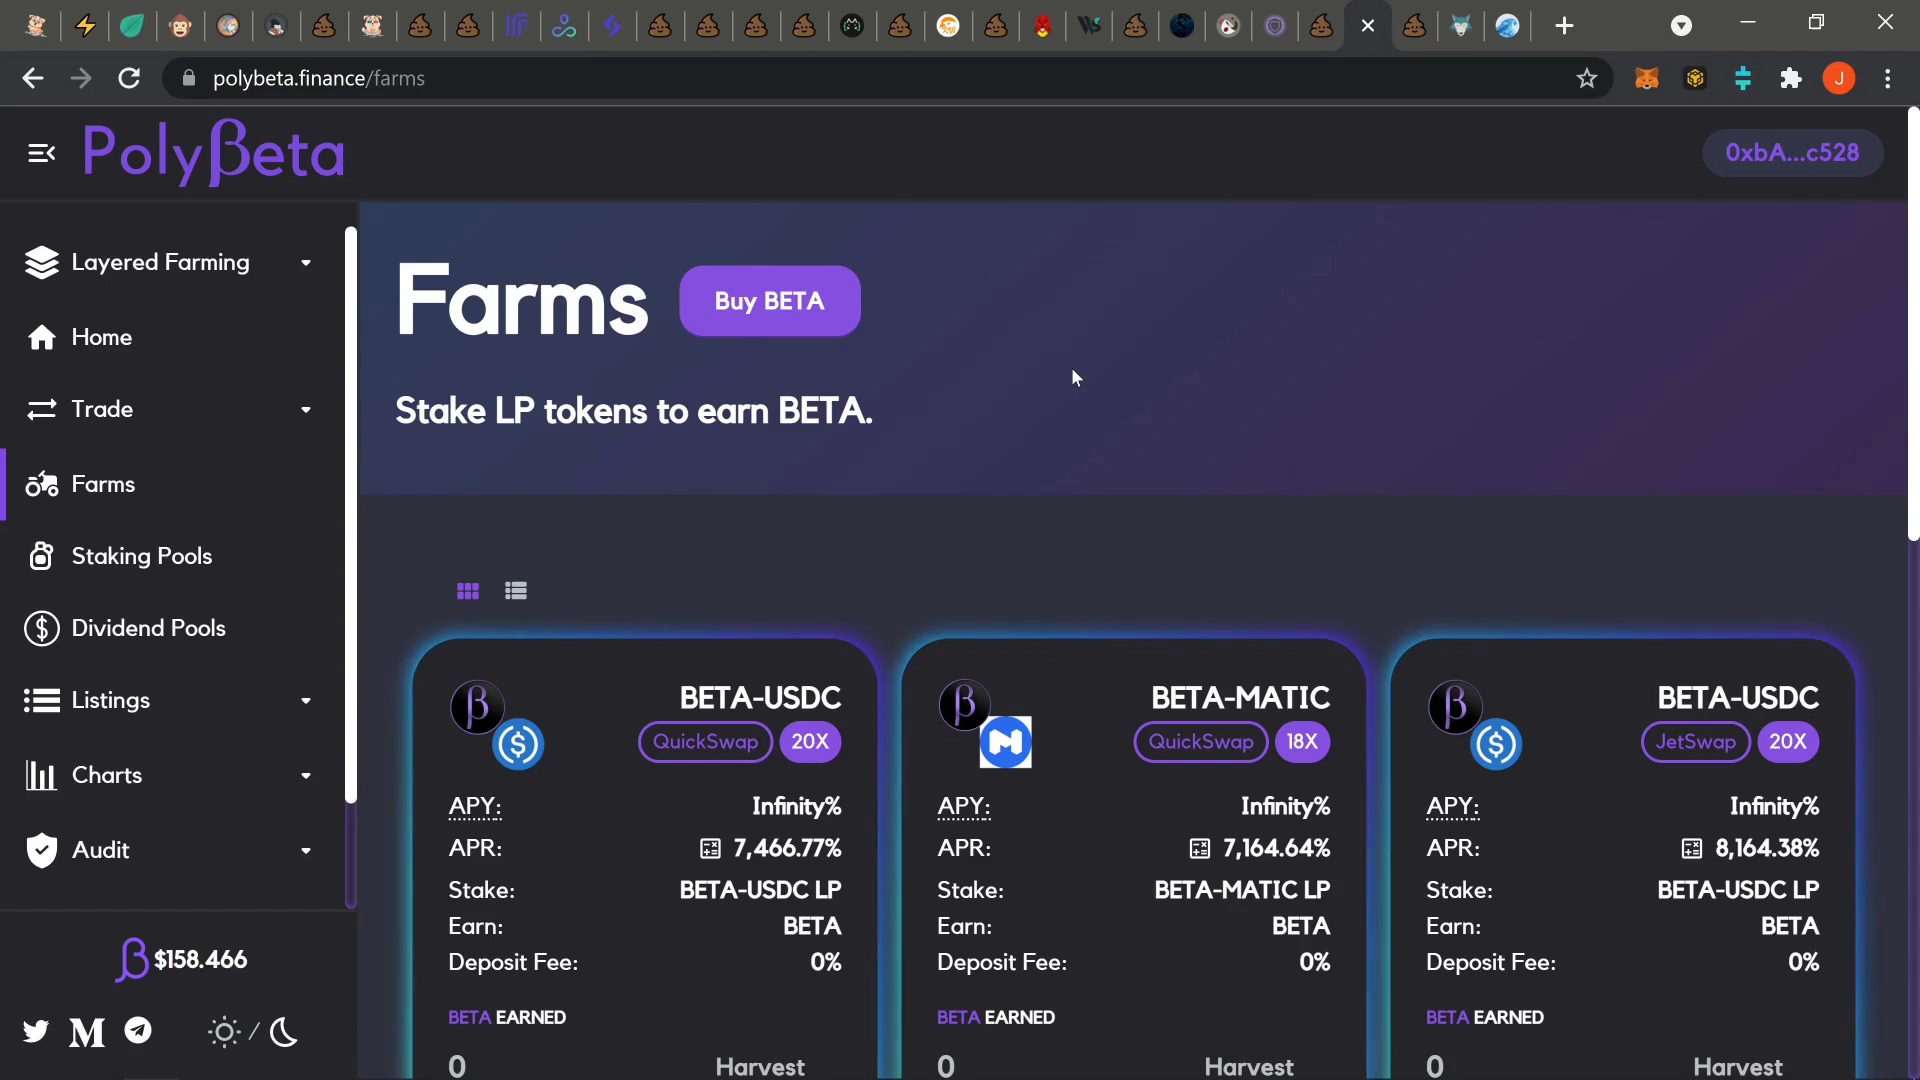 polybeta.finance/farms
J
PolyβEta
0xbA...c528
Layered Farming
Home
Trade
Farms
Staking Pools
Dividend Pools
Listings
Charts
Audit
β $158.466
Farms
Buy BETA
Stake LP tokens to earn BETA.
BETA-USDC
QuickSwap 20X
APY: Infinity%
APR: 7,466.77%
Stake: BETA-USDC LP
Earn: BETA
Deposit Fee: 0%
BETA EARNED
0 Harvest
BETA-MATIC
QuickSwap 18X
APY: Infinity%
APR: 7,164.64%
Stake: BETA-MATIC LP
Earn: BETA
Deposit Fee: 0%
BETA EARNED
0 Harvest
BETA-USDC
JetSwap 20X
APY: Infinity%
APR: 8,164.38%
Stake: BETA-USDC LP
Earn: BETA
Deposit Fee: 0%
BETA EARNED
0 Harvest